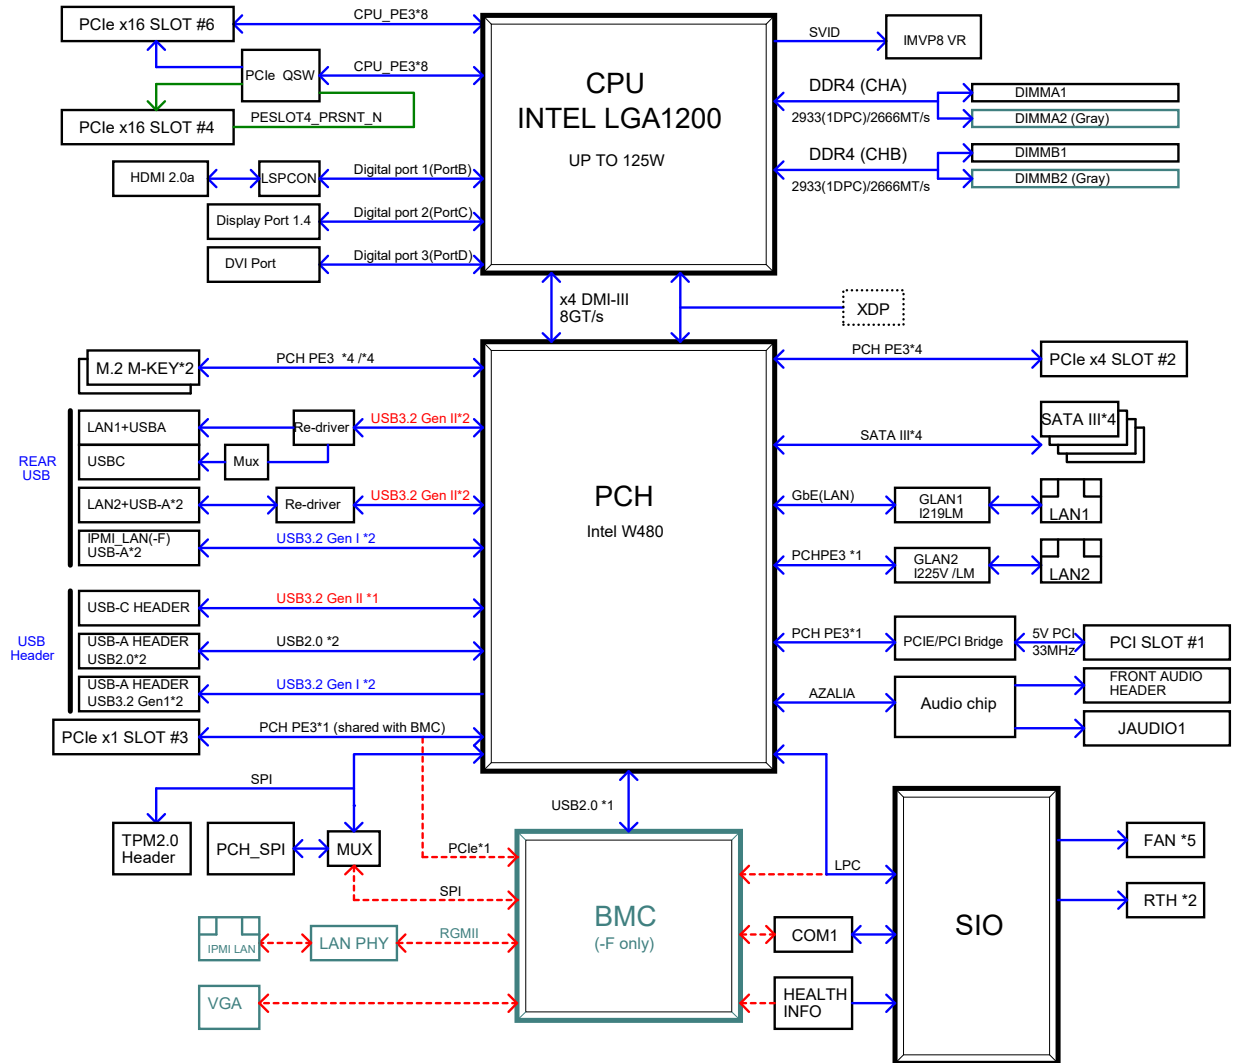 PCIe x16 SLOT #6
CPU_PE3*8
PCIe QSW
CPU_PE3*8
PCIe x16 SLOT #4
PESLOT4_PRSNT_N
HDMI 2.0a
LSPCON
Digital port 1(PortB)
Display Port 1.4
Digital port 2(PortC)
DVI Port
Digital port 3(PortD)
CPU
INTEL LGA1200
UP TO 125W
SVID
IMVP8 VR
DDR4 (CHA)
2933(1DPC)/2666MT/s
DIMMA1
DIMMA2 (Gray)
DDR4 (CHB)
2933(1DPC)/2666MT/s
DIMMB1
DIMMB2 (Gray)
x4 DMI-III
8GT/s
XDP
M.2 M-KEY*2
PCH PE3 *4 /*4
REAR
USB
LAN1+USBA
Re-driver
USB3.2 Gen II*2
USBC
Mux
LAN2+USB-A*2
Re-driver
USB3.2 Gen II*2
IPMI_LAN(-F)
USB-A*2
USB3.2 Gen I *2
USB
Header
USB-C HEADER
USB3.2 Gen II *1
USB-A HEADER
USB2.0*2
USB2.0 *2
USB-A HEADER
USB3.2 Gen1*2
USB3.2 Gen I *2
PCIe x1 SLOT #3
PCH PE3*1 (shared with BMC)
PCH
Intel W480
PCH PE3*4
PCIe x4 SLOT #2
SATA III*4
SATA III*4
GbE(LAN)
GLAN1
I219LM
LAN1
PCHPE3 *1
GLAN2
I225V /LM
LAN2
PCH PE3*1
PCIE/PCI Bridge
5V PCI
33MHz
PCI SLOT #1
AZALIA
Audio chip
FRONT AUDIO
HEADER
JAUDIO1
SPI
TPM2.0
Header
PCH_SPI
MUX
USB2.0 *1
PCIe*1
SPI
BMC
(-F only)
LPC
IPMI LAN
LAN PHY
RGMII
VGA
COM1
HEALTH
INFO
SIO
FAN *5
RTH *2